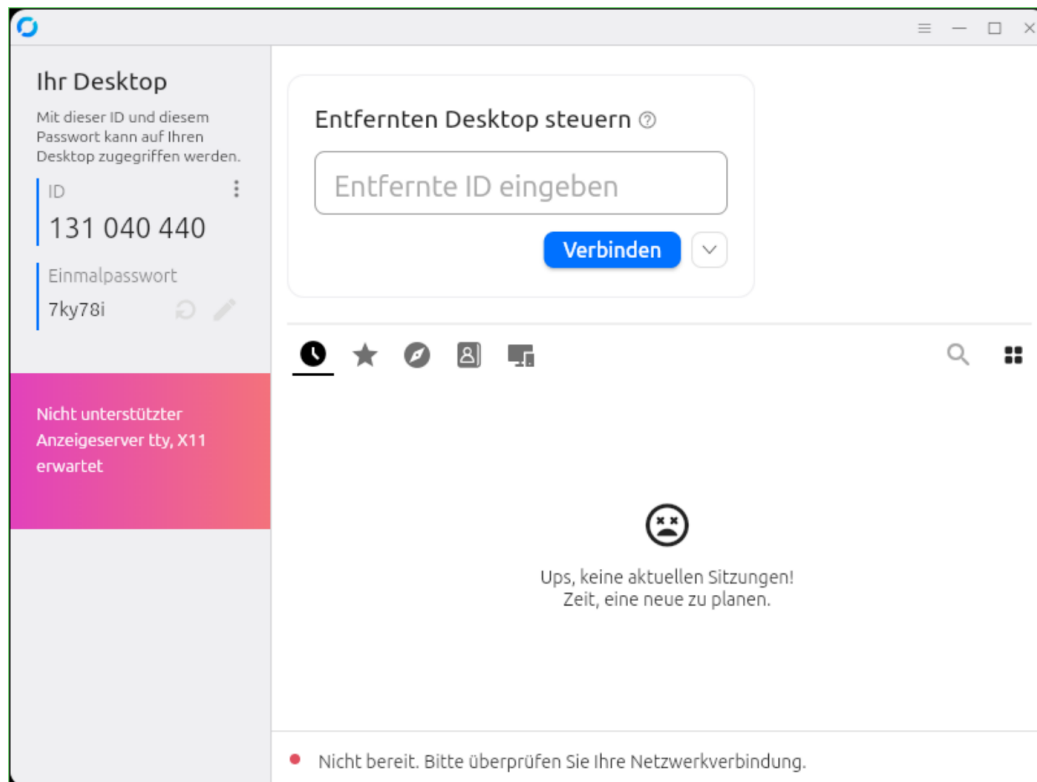 Ihr Desktop
Mit dieser ID und diesem
Passwort kann auf Ihren
Desktop zugegriffen werden.
ID
131 040 440
Einmalpasswort
7ky78i
Nicht unterstützter
Anzeigeserver tty, X11
erwartet
Entfernten Desktop steuern
Entfernte ID eingeben
Verbinden
Ups, keine aktuellen Sitzungen!
Zeit, eine neue zu planen.
Nicht bereit. Bitte überprüfen Sie Ihre Netzwerkverbindung.